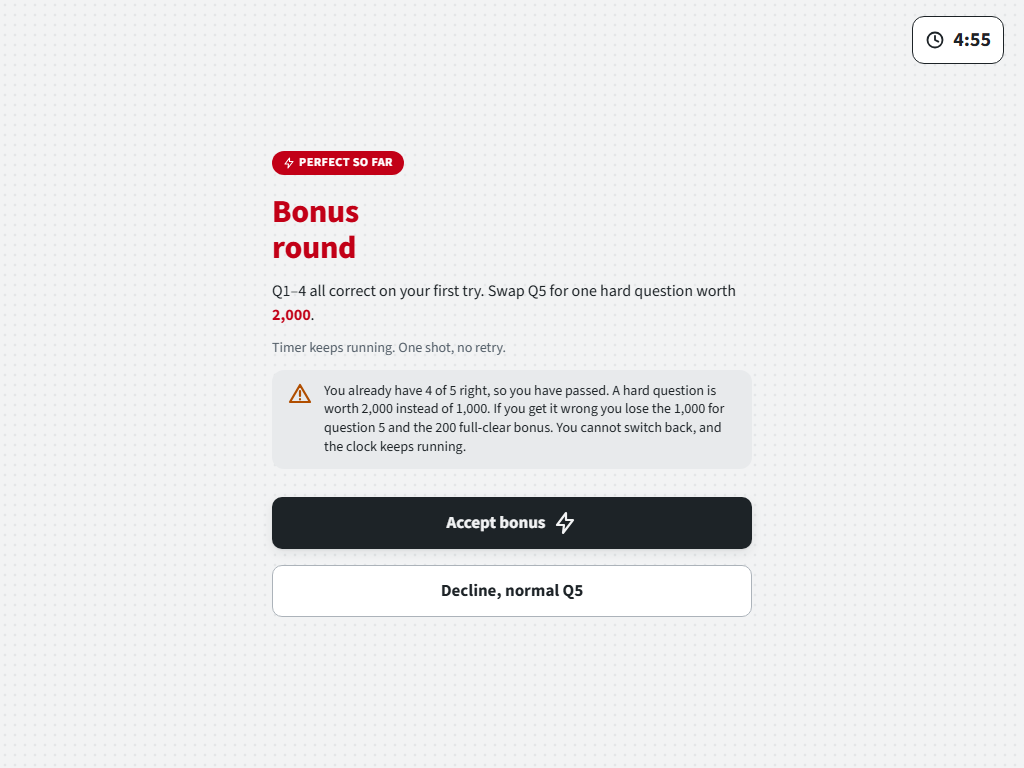 4:55
PERFECT SO FAR
Bonus
round
Q1–4 all correct on your first try. Swap Q5 for one hard question worth
2,000.
Timer keeps running. One shot, no retry.
You already have 4 of 5 right, so you have passed. A hard question is
worth 2,000 instead of 1,000. If you get it wrong you lose the 1,000 for
question 5 and the 200 full-clear bonus. You cannot switch back, and
the clock keeps running.
Accept bonus
Decline, normal Q5